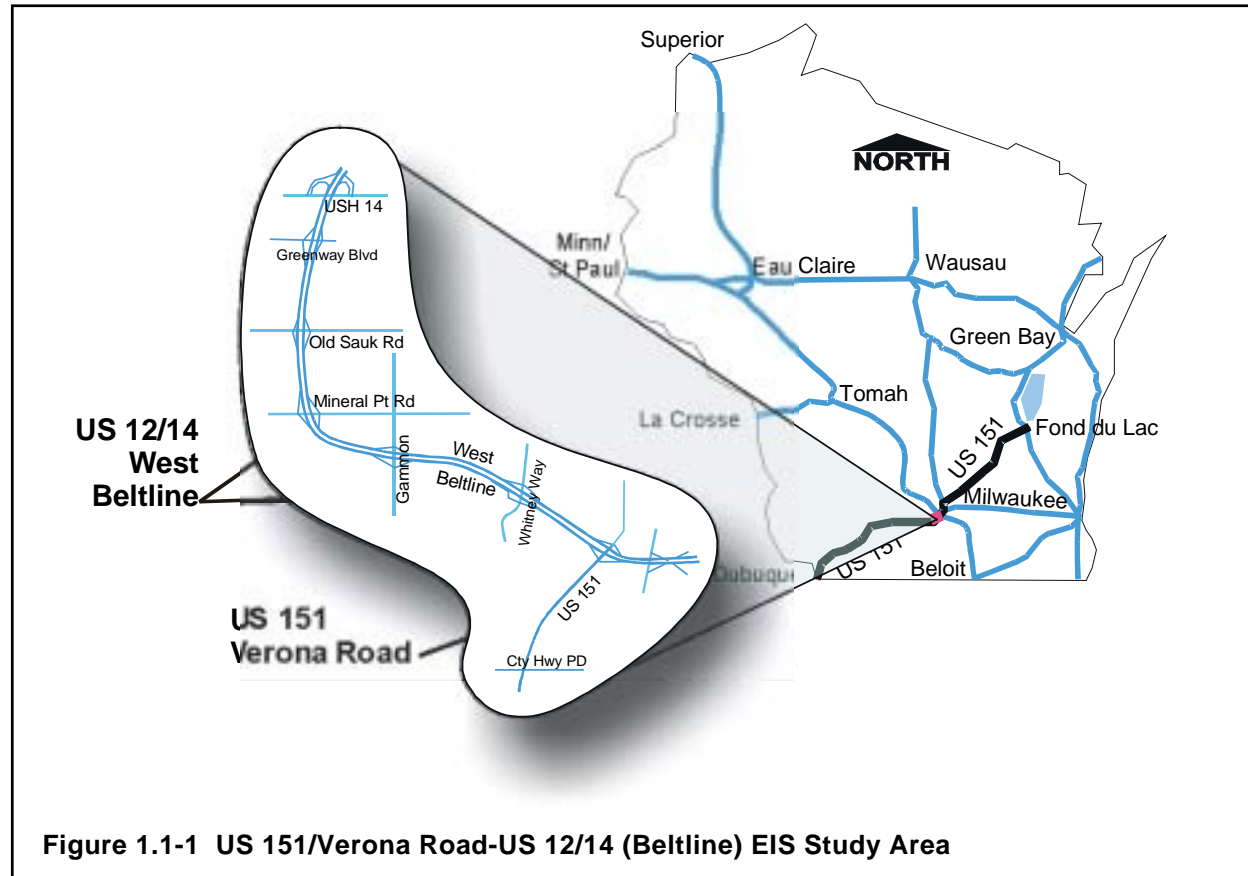 Superior
NORTH
Minn/
St Paul
Eau Claire
Wausau
Green Bay
Tomah
La Crosse
US 151
Fond du Lac
Milwaukee
US 151
Dubuque
Beloit
USH 14
Greenway Blvd
Old Sauk Rd
Mineral Pt Rd
Gammon
West
Beltline
Whitney Way
US 151
Cty Hwy PD
US 12/14
West
Beltline
US 151
Verona Road
Figure 1.1-1 US 151/Verona Road-US 12/14 (Beltline) EIS Study Area